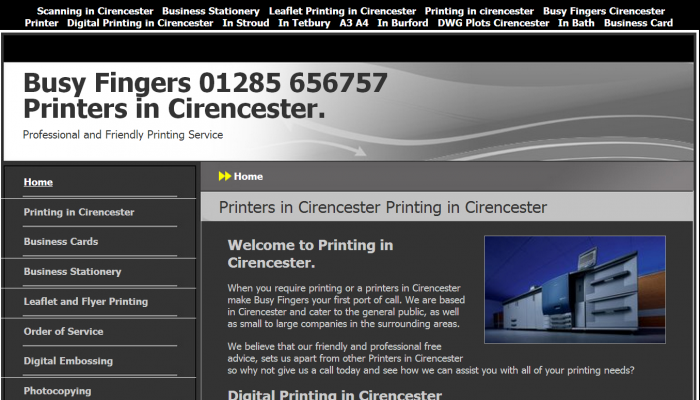 Scanning in Cirencester Business Stationery Leaflet Printing in Cirencester Printing in cirencester Busy Fingers Cirencester
Printer Digital Printing in Cirencester In Stroud In Tetbury A3 A4 In Burford DWG Plots Cirencester In Bath Business Card
Busy Fingers 01285 656757
Printers in Cirencester.
Professional and Friendly Printing Service
Home
Printing in Cirencester
Business Cards
Business Stationery
Leaflet and Flyer Printing
Order of Service
Digital Embossing
Photocopying
Home
Printers in Cirencester Printing in Cirencester
Welcome to Printing in
Cirencester.
When you require printing or a printers in Cirencester
make Busy Fingers your first port of call. We are based
in Cirencester and cater to the general public, as well
as small to large companies in the surrounding areas.
We believe that our friendly and professional free
advice, sets us apart from other Printers in Cirencester
so why not give us a call today and see how we can assist you with all of your printing needs?
Digital Printing in Cirencester